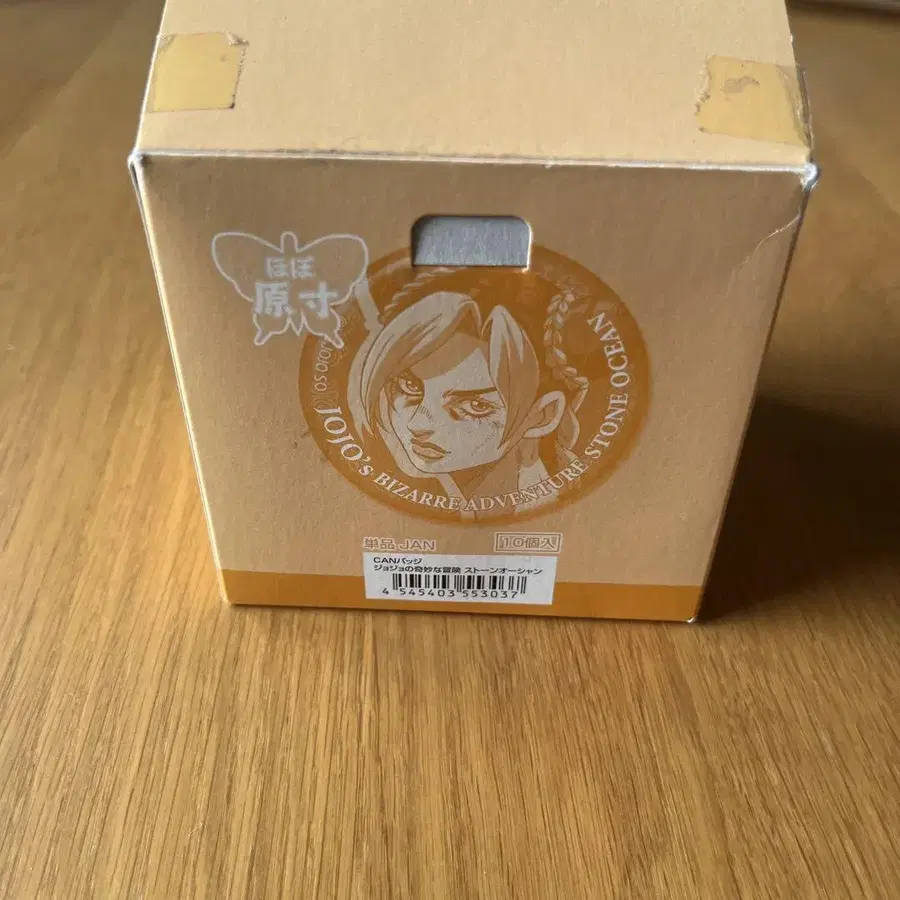 ほぼ
原寸
JOJO's BIZARRE ADVENTURE STONE OCEAN
単品 JAN
10個入
CANバッジ
ジョジョの奇妙な冒険 ストーンオーシャン
4 545403 553037